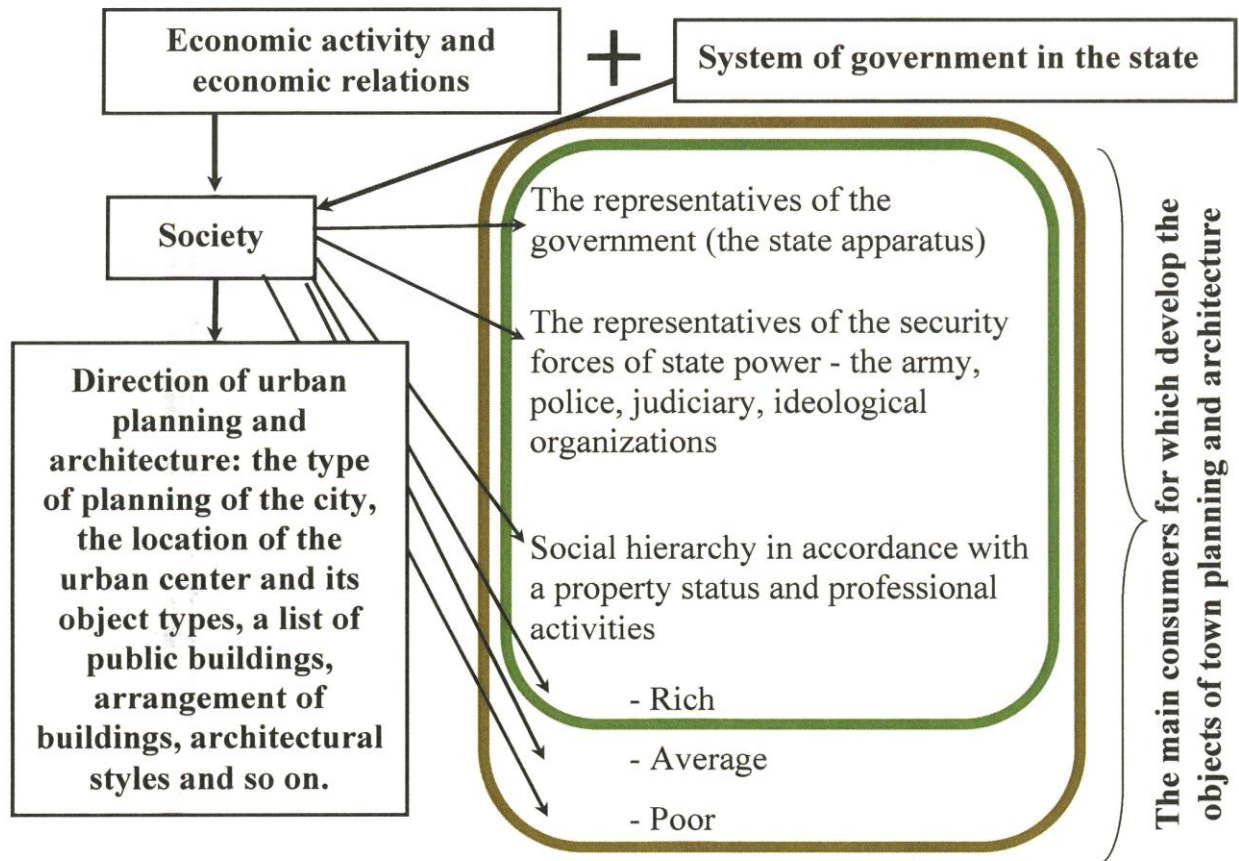 Economic activity and
economic relations
+
System of government in the state
Society
The representatives of the
government (the state apparatus)
The representatives of the security
forces of state power - the army,
police, judiciary, ideological
organizations
Social hierarchy in accordance with
a property status and professional
activities
- Rich
- Average
- Poor
Direction of urban
planning and
architecture: the type
of planning of the city,
the location of the
urban center and its
object types, a list of
public buildings,
arrangement of
buildings, architectural
styles and so on.
The main consumers for which develop the
objects of town planning and architecture